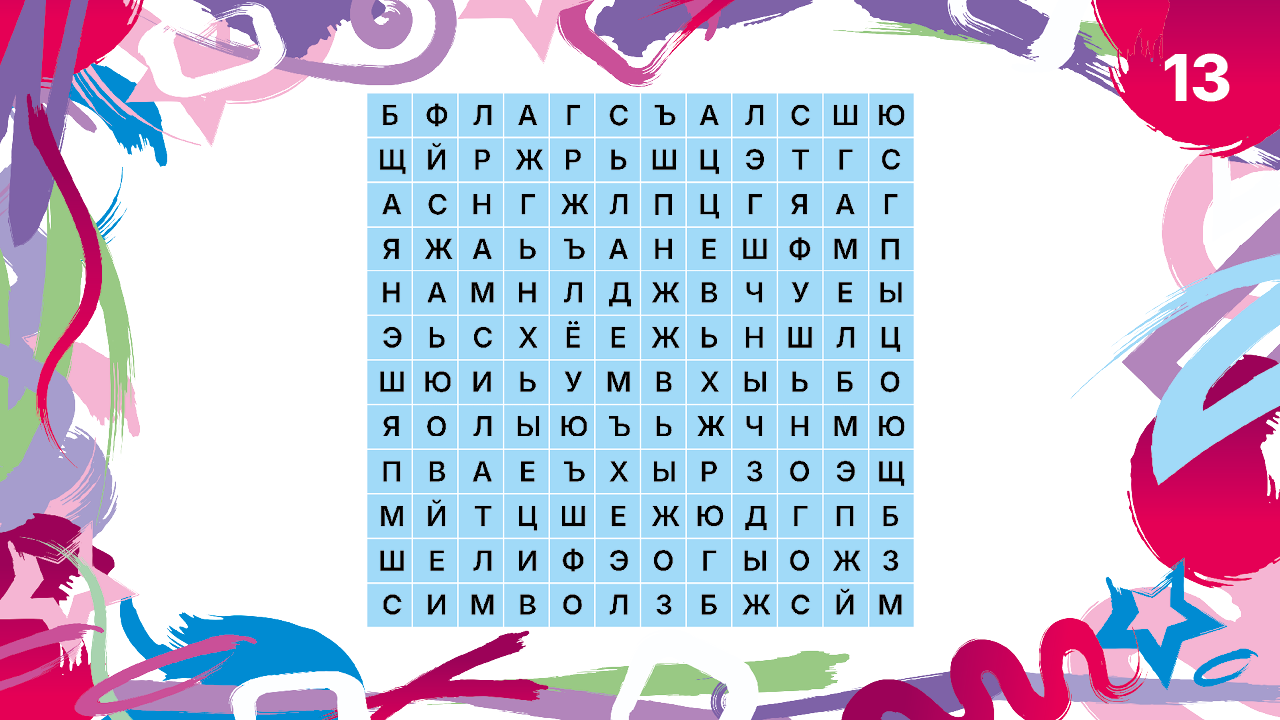 13
Б Ф Л А Г С Ъ А Л С Ш Ю
Щ Й Р Ж Р Ь Ш Ц Э Т Г С
А С Н Г Ж Л П Ц Г Я А Г
Я Ж А Ь Ъ А Н Е Ш Ф М П
Н А М Н Л Д Ж В Ч У Е Ы
Э Ь С Х Ё Е Ж Ь Н Ш Л Ц
Ш Ю И Ь У М В Х Ы Ь Б О
Я О Л Ы Ю Ъ Ь Ж Ч Н М Ю
П В А Е Ъ Х Ы Р З О Э Щ
М Й Т Ц Ш Е Ж Ю Д Г П Б
Ш Е Л И Ф Э О Г Ы О Ж З
С И М В О Л З Б Ж С Й М